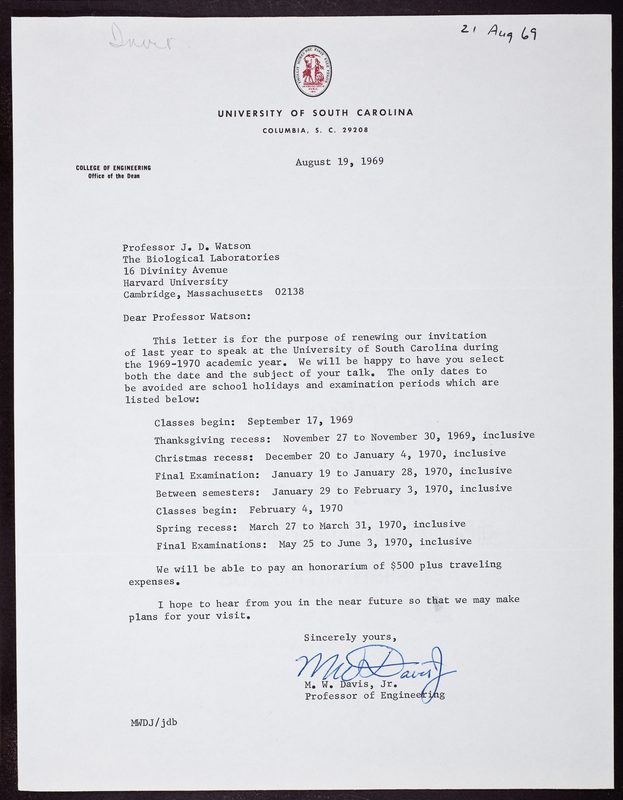 21 Aug 69
UNIVERSITY OF SOUTH CAROLINA
COLUMBIA, S. C. 29208
COLLEGE OF ENGINEERING
Office of the Dean
August 19, 1969
Professor J. D. Watson
The Biological Laboratories
16 Divinity Avenue
Harvard University
Cambridge, Massachusetts 02138
Dear Professor Watson:
This letter is for the purpose of renewing our invitation
of last year to speak at the University of South Carolina during
the 1969-1970 academic year. We will be happy to have you select
both the date and the subject of your talk. The only dates to
be avoided are school holidays and examination periods which are
listed below:
Classes begin: September 17, 1969
Thanksgiving recess: November 27 to November 30, 1969, inclusive
Christmas recess: December 20 to January 4, 1970, inclusive
Final Examination: January 19 to January 28, 1970, inclusive
Between semesters: January 29 to February 3, 1970, inclusive
Classes begin: February 4, 1970
Spring recess: March 27 to March 31, 1970, inclusive
Final Examinations: May 25 to June 3, 1970, inclusive
We will be able to pay an honorarium of $500 plus traveling
expenses.
I hope to hear from you in the near future so that we may make
plans for your visit.
Sincerely yours,
MW Davis Jr
M. W. Davis, Jr.
Professor of Engineering
MWDJ/jdb